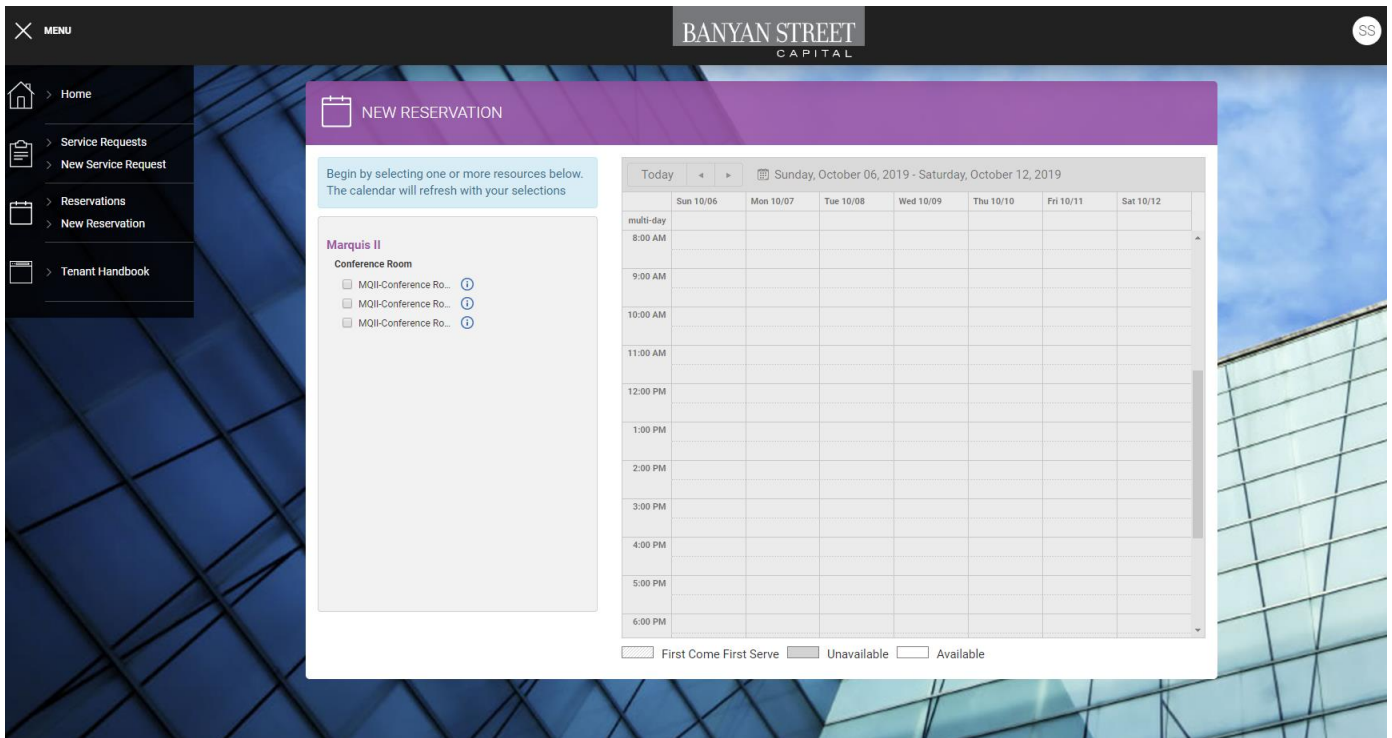 MENU
BANYAN STREET
CAPITAL
SS
Home
Service Requests
New Service Request
Reservations
New Reservation
Tenant Handbook
NEW RESERVATION
Begin by selecting one or more resources below.
The calendar will refresh with your selections
Marquis II
Conference Room
MQII-Conference Ro...
MQII-Conference Ro...
MQII-Conference Ro...
Today Sunday, October 06, 2019 - Saturday, October 12, 2019
Sun 10/06 Mon 10/07 Tue 10/08 Wed 10/09 Thu 10/10 Fri 10/11 Sat 10/12
multi-day
8:00 AM
9:00 AM
10:00 AM
11:00 AM
12:00 PM
1:00 PM
2:00 PM
3:00 PM
4:00 PM
5:00 PM
6:00 PM
First Come First Serve Unavailable Available